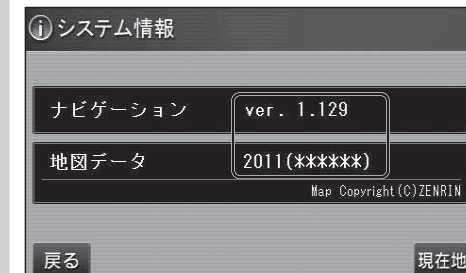 ⓘシステム情報
ナビゲーション ver. 1.129
地図データ 2011(******)
Map Copyright(C)ZENRIN
戻る 現在地